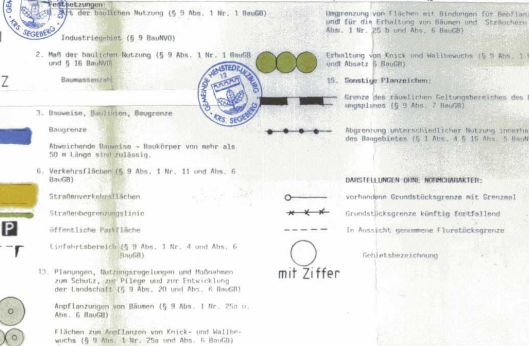 Festsetzungen:
Art der baulichen Nutzung (§ 9 Abs. 1 Nr. 1 BauGB)
Industriegebiet (§ 9 BauNVO)
2. Maß der baulichen Nutzung (§ 9 Abs. 1 Nr. 1 BauGB
und § 16 BauNVO)
Z
Baumassenzahl
3. Bauweise, Baulinien, Baugrenze
Baugrenze
Abweichende Bauweise - Baukörper von mehr als
50 m Länge sind zulässig.
6. Verkehrsflächen (§ 9 Abs. 1 Nr. 11 und Abs. 6
BauGB)
Straßenverkehrsflächen
Straßenbegrenzungslinie
P
öffentliche Parkfläche
Einfahrtsbereich (§ 9 Abs. 1 Nr. 4 und Abs. 6
BauGB)
13. Planungen, Nutzungsregelungen und Maßnahmen
zum Schutz, zur Pflege und zur Entwicklung
der Landschaft (§ 9 Abs. 20 und Abs. 6 BauGB)
Anpflanzungen von Bäumen (§ 9 Abs. 1 Nr. 25a u.
Abs. 6 BauGB)
Flächen zum Anpflanzen von Knick- und Wallbe-
wuchs (§ 9 Abs. 1 Nr. 25a und Abs. 6 BauGB)
GEMEINDE HENSTEDT-ULZBURG
KRS. SEGEBERG
SEGEBERG
Umgrenzung von Flächen mit Bindungen für Bepflan
und für die Erhaltung von Bäumen und Sträuchern
Abs. 1 Nr. 25 b und Abs. 6 BauGB)
Erhaltung von Knick und Wallbewuchs (§ 9 Abs. 1
und Absatz 6 BauGB)
15. Sonstige Planzeichen:
Grenze des räumlichen Geltungsbereiches des
ungsplanes (§ 9 Abs. 7 BauGB)
Abgrenzung unterschiedlicher Nutzung innerha
des Baugebietes (§ 1 Abs. 4 § 16 Abs. 5 BauN
DARSTELLUNGEN OHNE NORMCHARAKTER:
vorhandene Grundstücksgrenze mit Grenzmal
Grundstücksgrenze künftig fortfallend
In Aussicht genommene Flurstücksgrenze
Gebietsbezeichnung
mit Ziffer